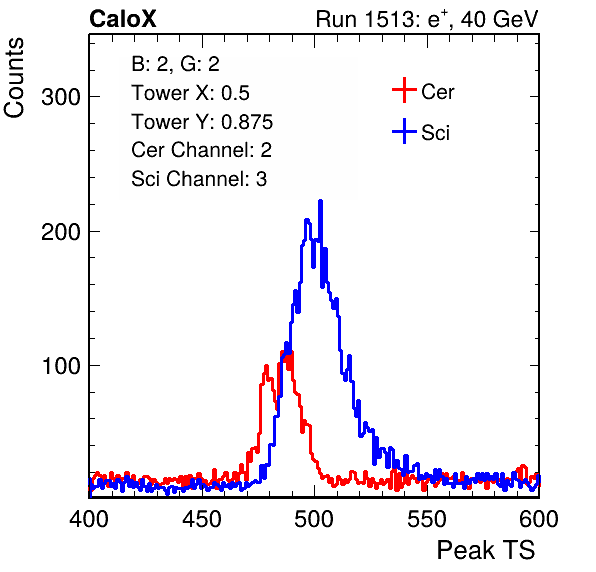 CaloX Run 1513: e⁺, 40 GeV
B: 2, G: 2
Tower X: 0.5
Tower Y: 0.875
Cer Channel: 2
Sci Channel: 3
Cer
Sci
Counts
300
200
100
400 450 500 550 600
Peak TS